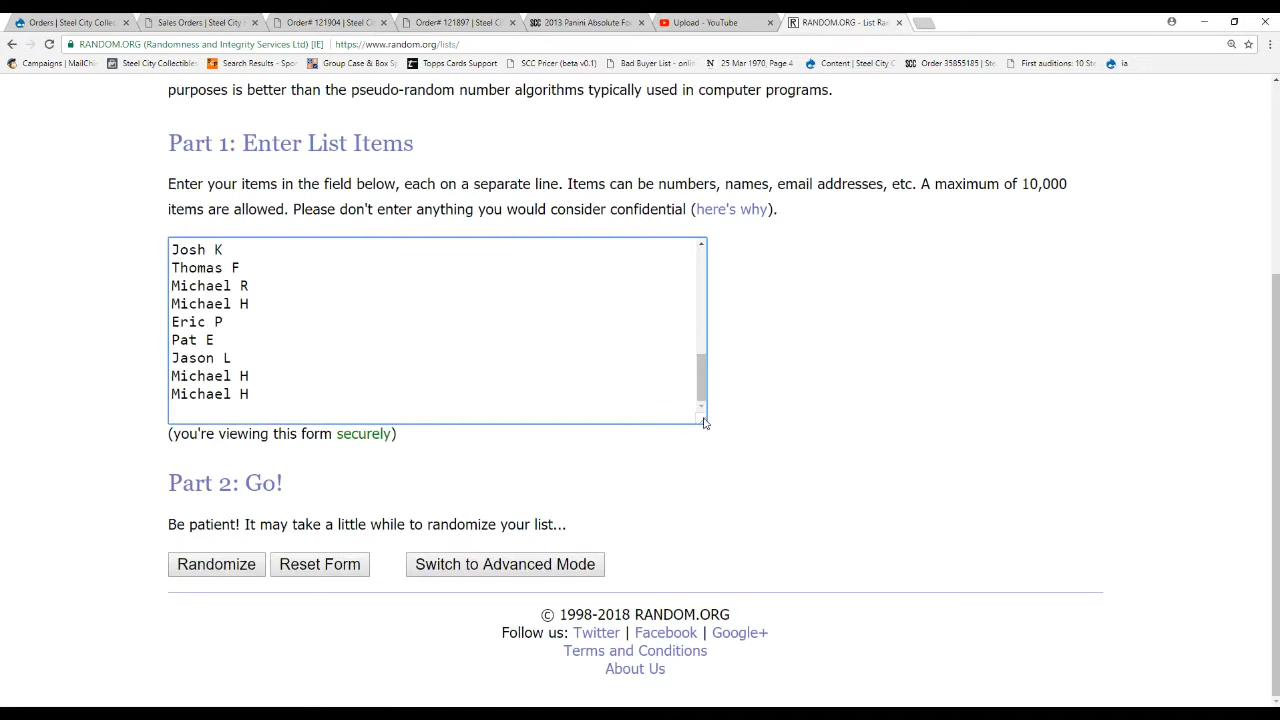 Orders | Steel City Collec
Sales Orders | Steel City
Order# 121904 | Steel Ci
Order# 121897 | Steel C
2013 Panini Absolute Fo
Upload - YouTube
RANDOM.ORG - List Ra
RANDOM.ORG (Randomness and Integrity Services Ltd) [IE]
https://www.random.org/lists/
Campaigns | MailChi
Steel City Collectibles
Search Results - Spo
Group Case & Box S
Topps Cards Support
SCC Pricer (beta v0.1)
Bad Buyer List - onli
25 Mar 1970, Page 4
Content | Steel City C
Order 35855185 | St
First auditions: 10 St
ia
purposes is better than the pseudo-random number algorithms typically used in computer programs.
Part 1: Enter List Items
Enter your items in the field below, each on a separate line. Items can be numbers, names, email addresses, etc. A maximum of 10,000
items are allowed. Please don't enter anything you would consider confidential (here's why).
Josh K
Thomas F
Michael R
Michael H
Eric P
Pat E
Jason L
Michael H
Michael H
(you're viewing this form securely)
Part 2: Go!
Be patient! It may take a little while to randomize your list...
Randomize
Reset Form
Switch to Advanced Mode
© 1998-2018 RANDOM.ORG
Follow us: Twitter | Facebook | Google+
Terms and Conditions
About Us